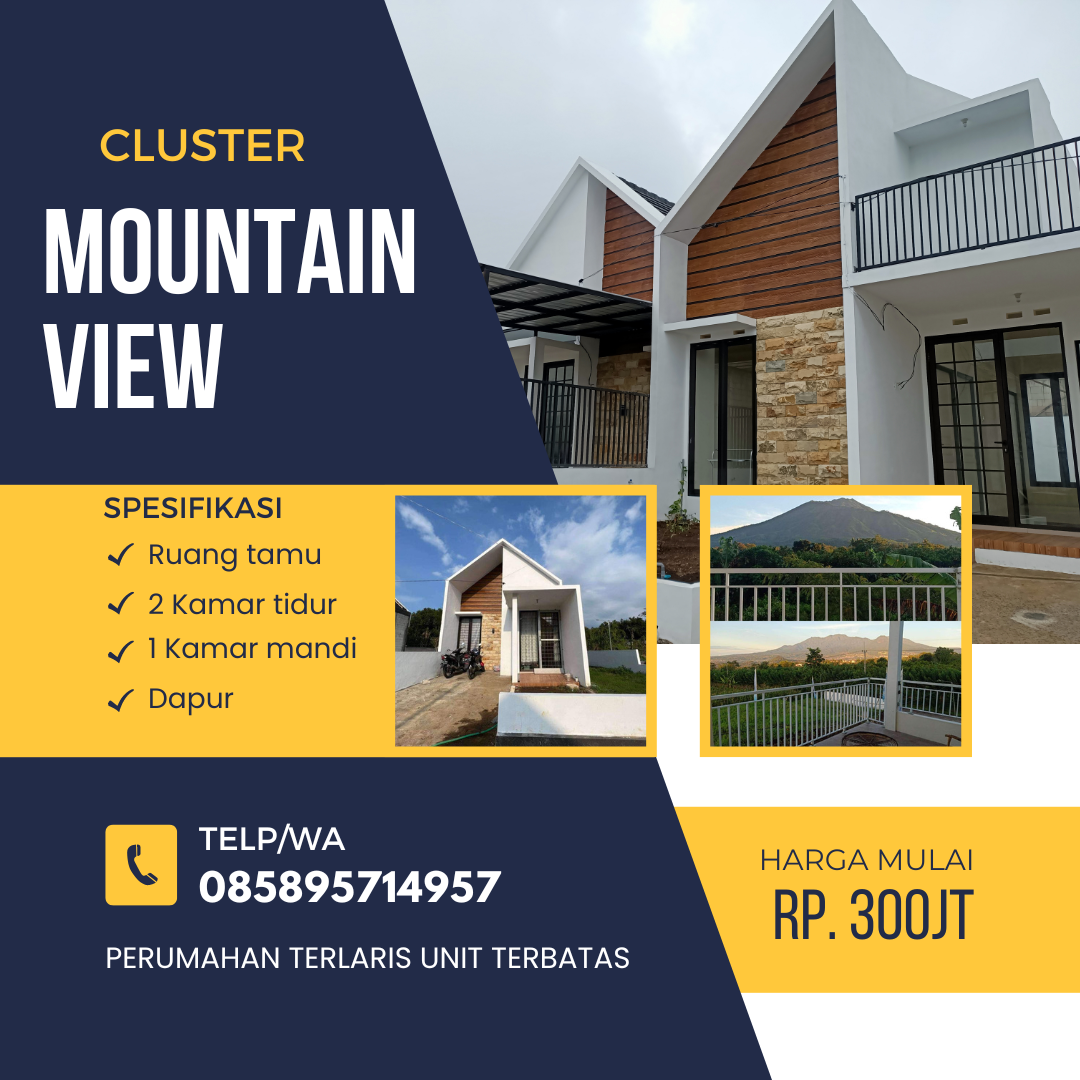 CLUSTER
MOUNTAIN
VIEW
SPESIFIKASI
Ruang tamu
2 Kamar tidur
1 Kamar mandi
Dapur
TELP/WA
085895714957
PERUMAHAN TERLARIS UNIT TERBATAS
HARGA MULAI
RP. 300JT